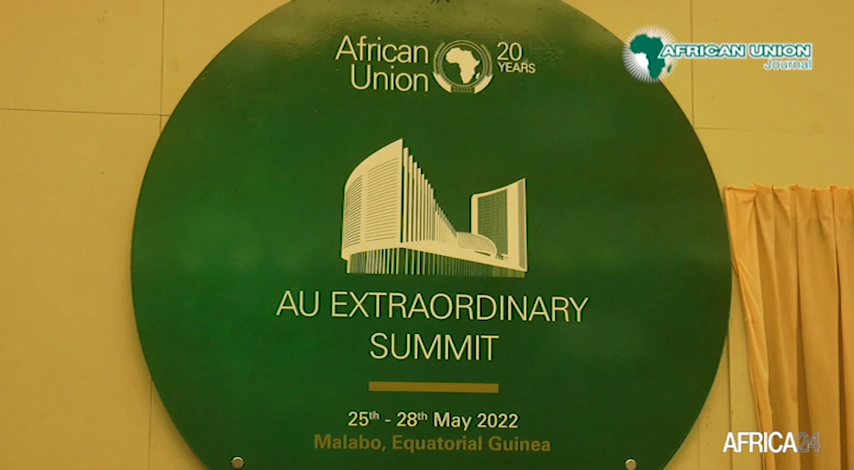 African
Union
20
YEARS
AFRICAN UNION
Journal
AU EXTRAORDINARY
SUMMIT
25th - 28th May 2022
Malabo, Equatorial Guinea
AFRICA24